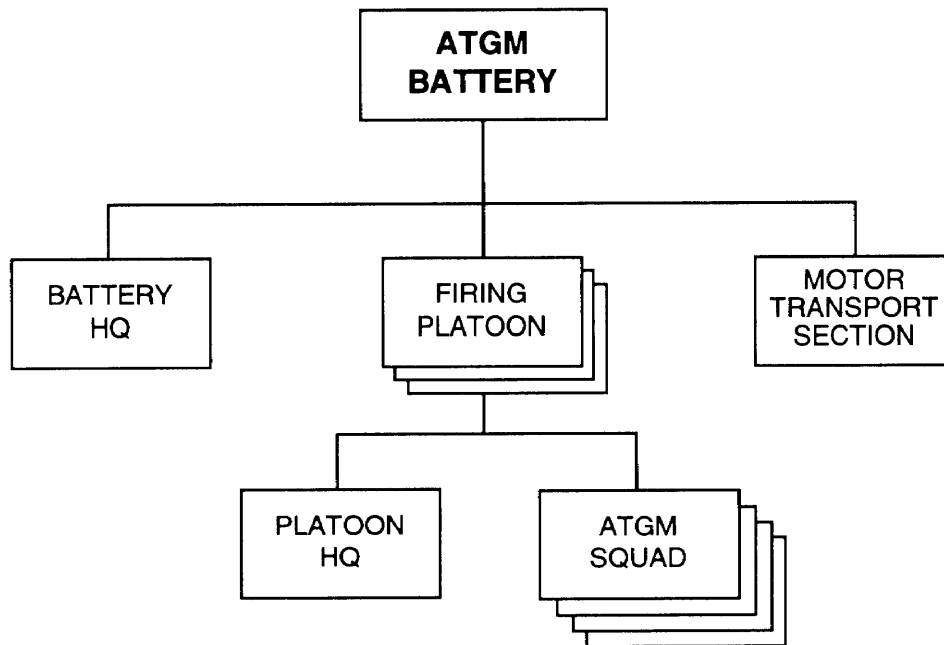 ATGM
BATTERY
BATTERY
HQ
FIRING
PLATOON
MOTOR
TRANSPORT
SECTION
PLATOON
HQ
ATGM
SQUAD